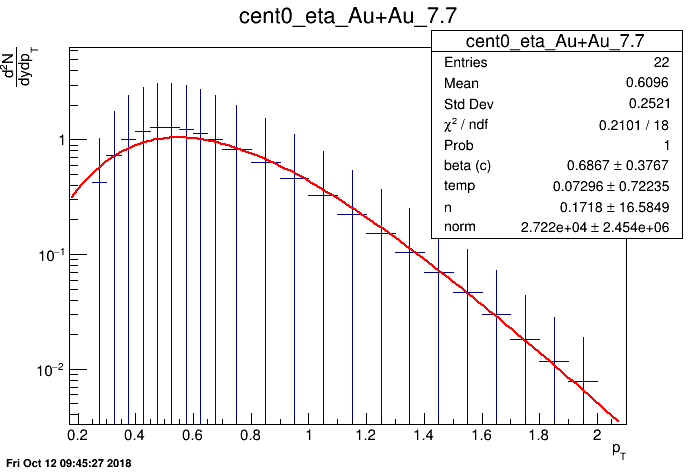 cent0_eta_Au+Au_7.7
d²N
dydp_T
cent0_eta_Au+Au_7.7
Entries 22
Mean 0.6096
Std Dev 0.2521
χ² / ndf 0.2101 / 18
Prob 1
beta (c) 0.6867 ± 0.3767
temp 0.07296 ± 0.72235
n 0.1718 ± 16.5849
norm 2.722e+04 ± 2.454e+06
1
10⁻¹
10⁻²
0.2 0.4 0.6 0.8 1 1.2 1.4 1.6 1.8 2
p_T
Fri Oct 12 09:45:27 2018